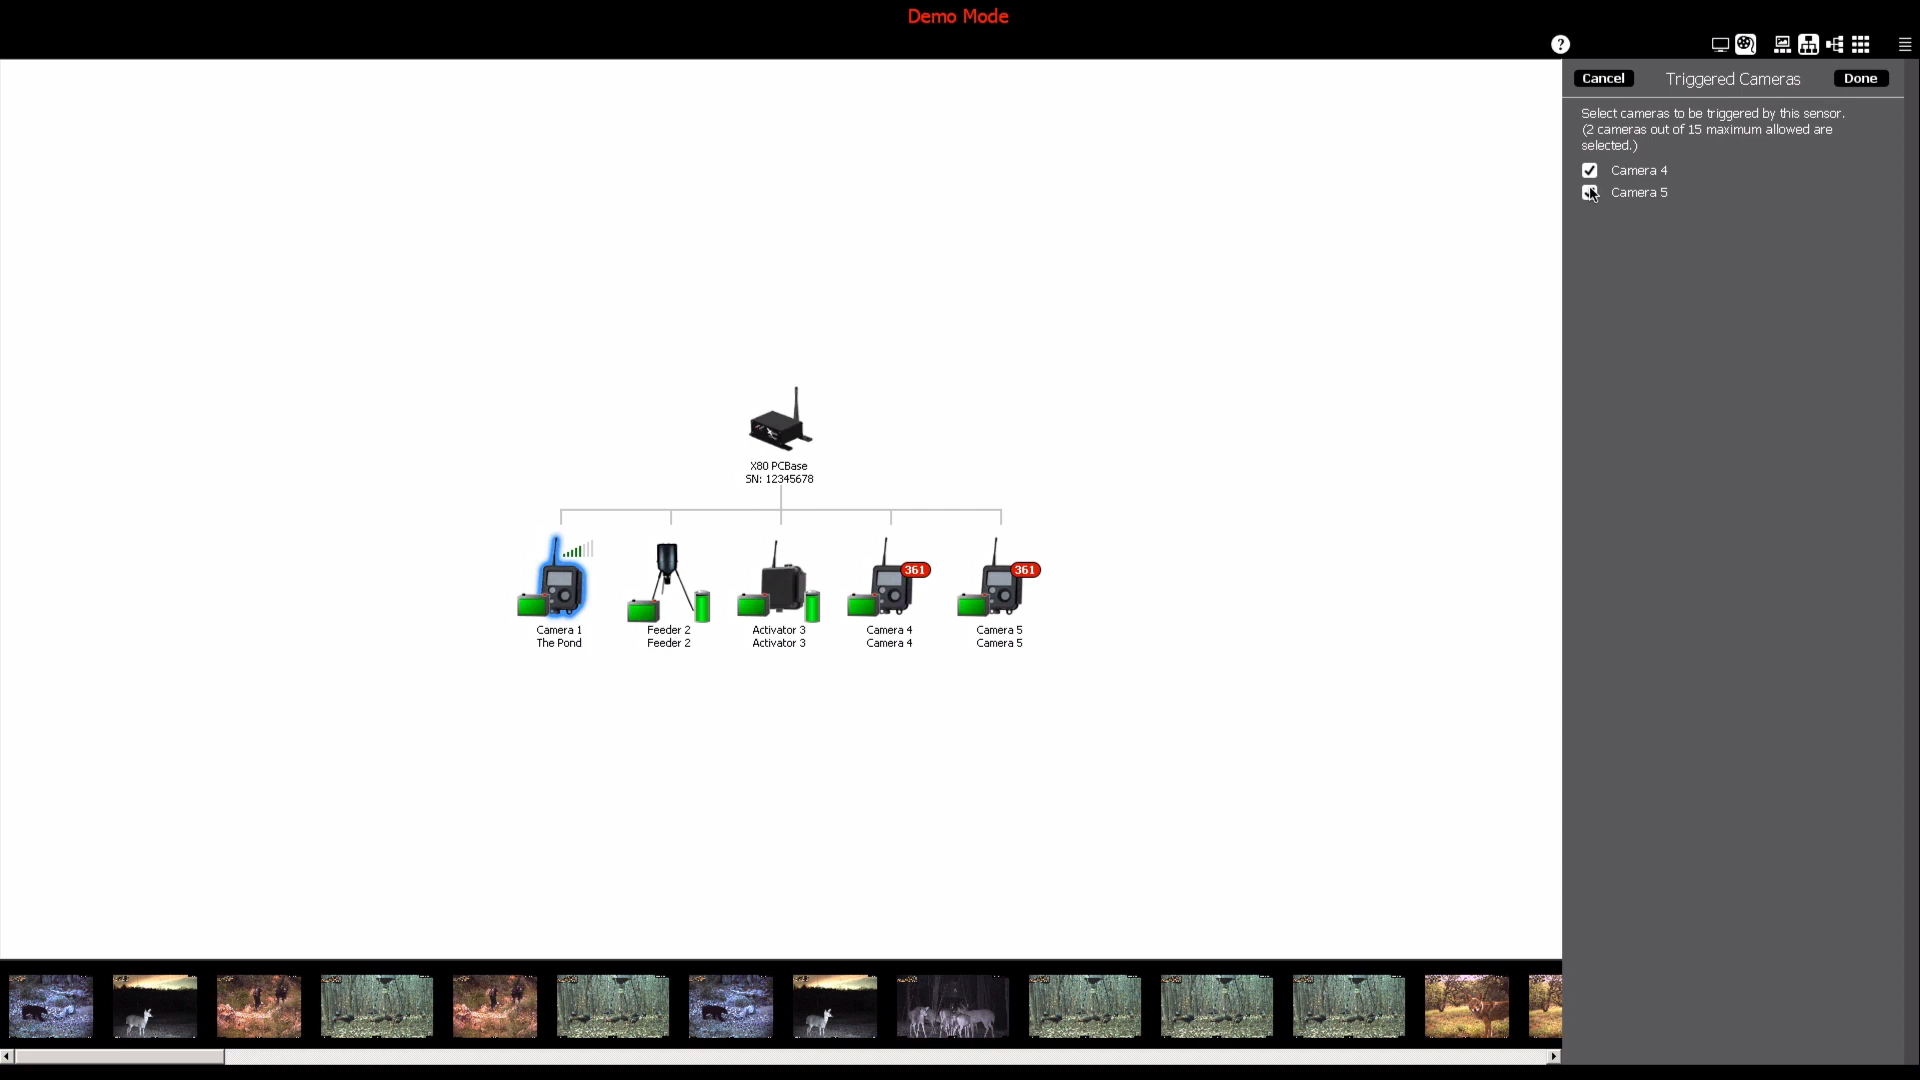 Demo Mode
?
Cancel
Triggered Cameras
Done
Select cameras to be triggered by this sensor.
(2 cameras out of 15 maximum allowed are
selected.)
Camera 4
Camera 5
X80 PCBase
SN: 12345678
361
361
Camera 1
The Pond
Feeder 2
Feeder 2
Activator 3
Activator 3
Camera 4
Camera 4
Camera 5
Camera 5